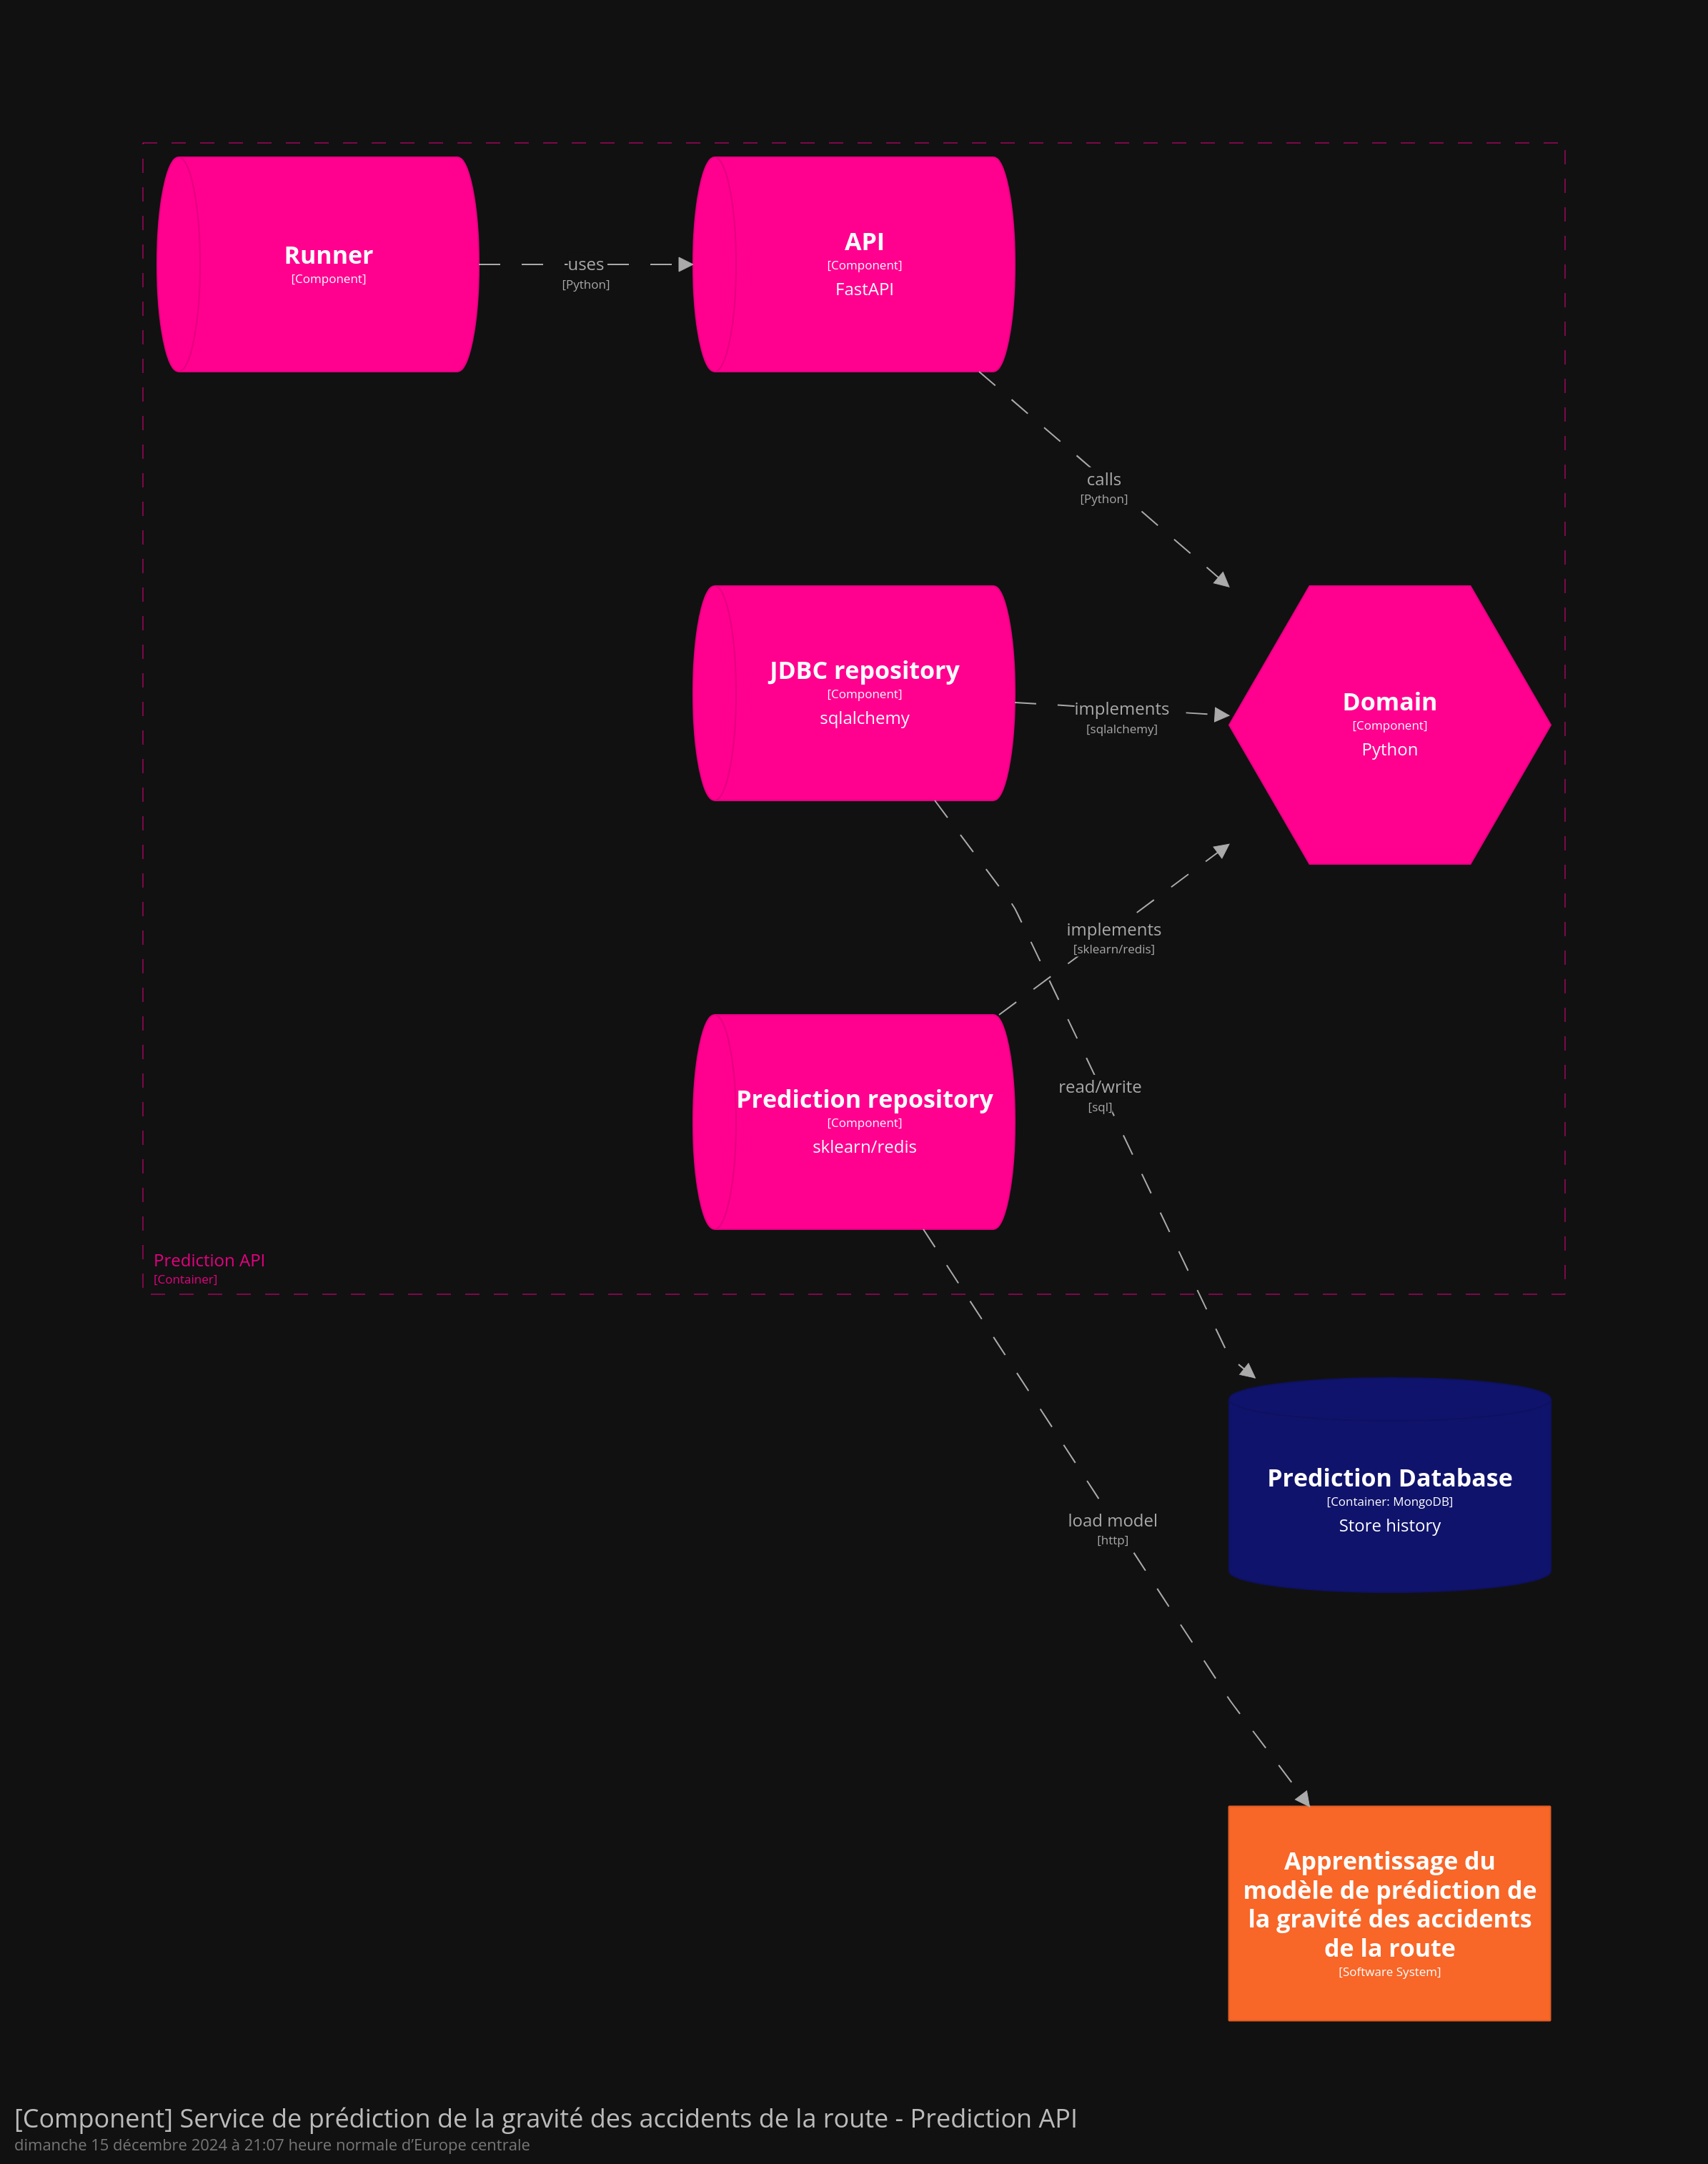 Runner
[Component]
uses
[Python]
API
[Component]
FastAPI
calls
[Python]
JDBC repository
[Component]
sqlalchemy
implements
[sqlalchemy]
Domain
[Component]
Python
implements
[sklearn/redis]
Prediction repository
[Component]
sklearn/redis
read/write
[sql]
Prediction API
[Container]
Prediction Database
[Container: MongoDB]
Store history
load model
[http]
Apprentissage du
modèle de prédiction de
la gravité des accidents
de la route
[Software System]
[Component] Service de prédiction de la gravité des accidents de la route - Prediction API
dimanche 15 décembre 2024 à 21:07 heure normale d’Europe centrale